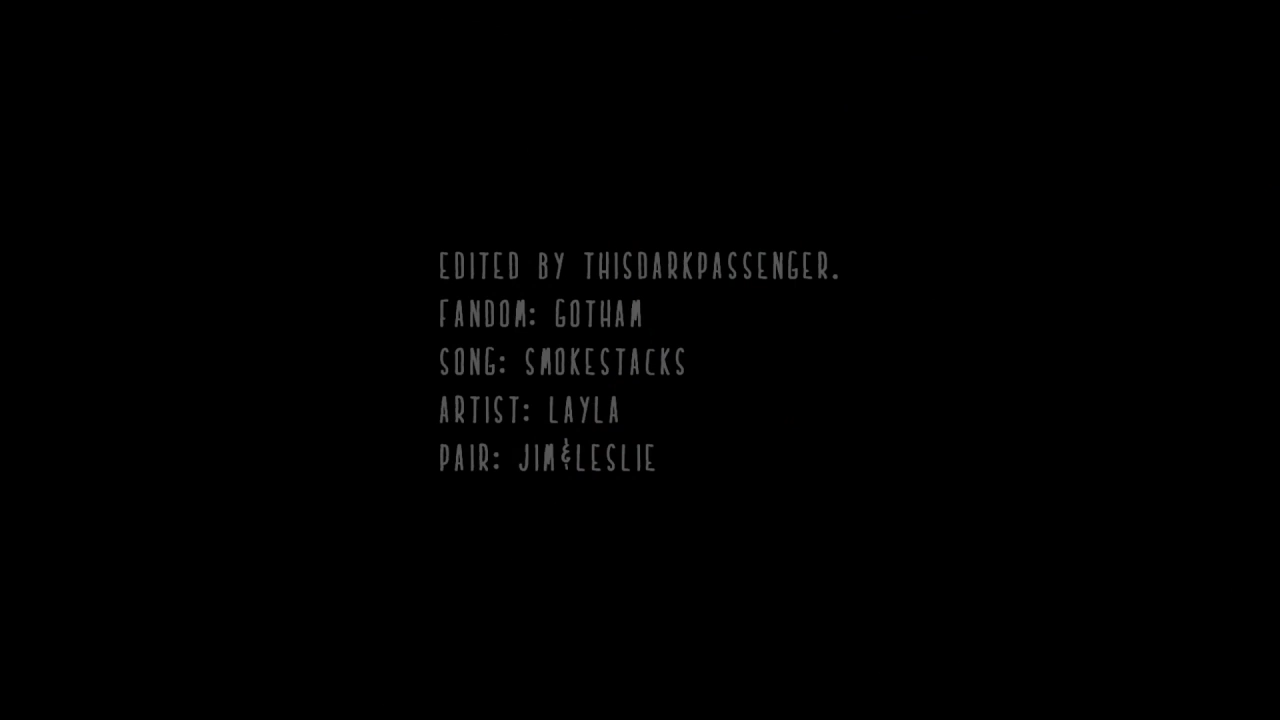 EDITED BY THISDARKPASSENGER.
FANDOM: GOTHAM
SONG: SMOKESTACKS
ARTIST: LAYLA
PAIR: JIM&LESLIE